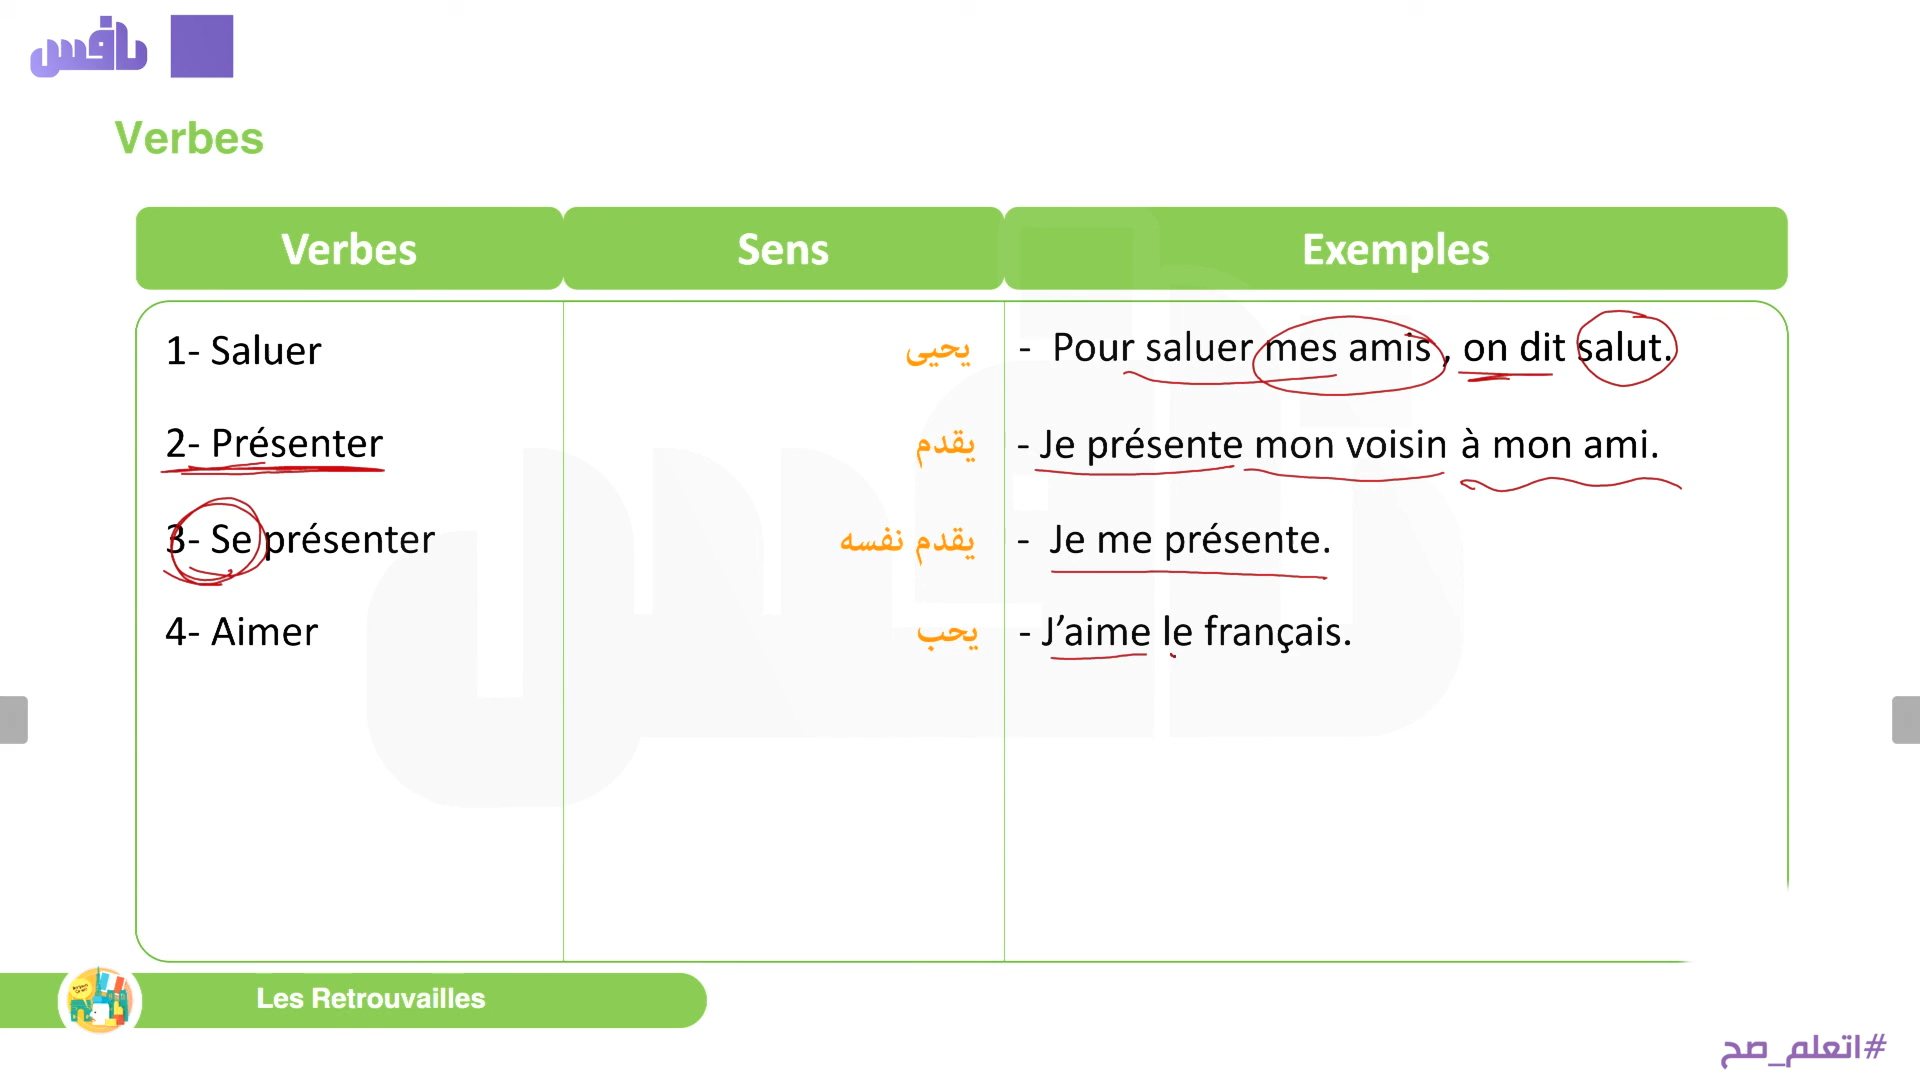 نافس
Verbes
Verbes Sens Exemples
1- Saluer يحيى - Pour saluer mes amis , on dit salut.
2- Présenter يقدم - Je présente mon voisin à mon ami.
3- Se présenter يقدم نفسه - Je me présente.
4- Aimer يحب - J’aime le français.
Les Retrouvailles
#اتعلم_صح